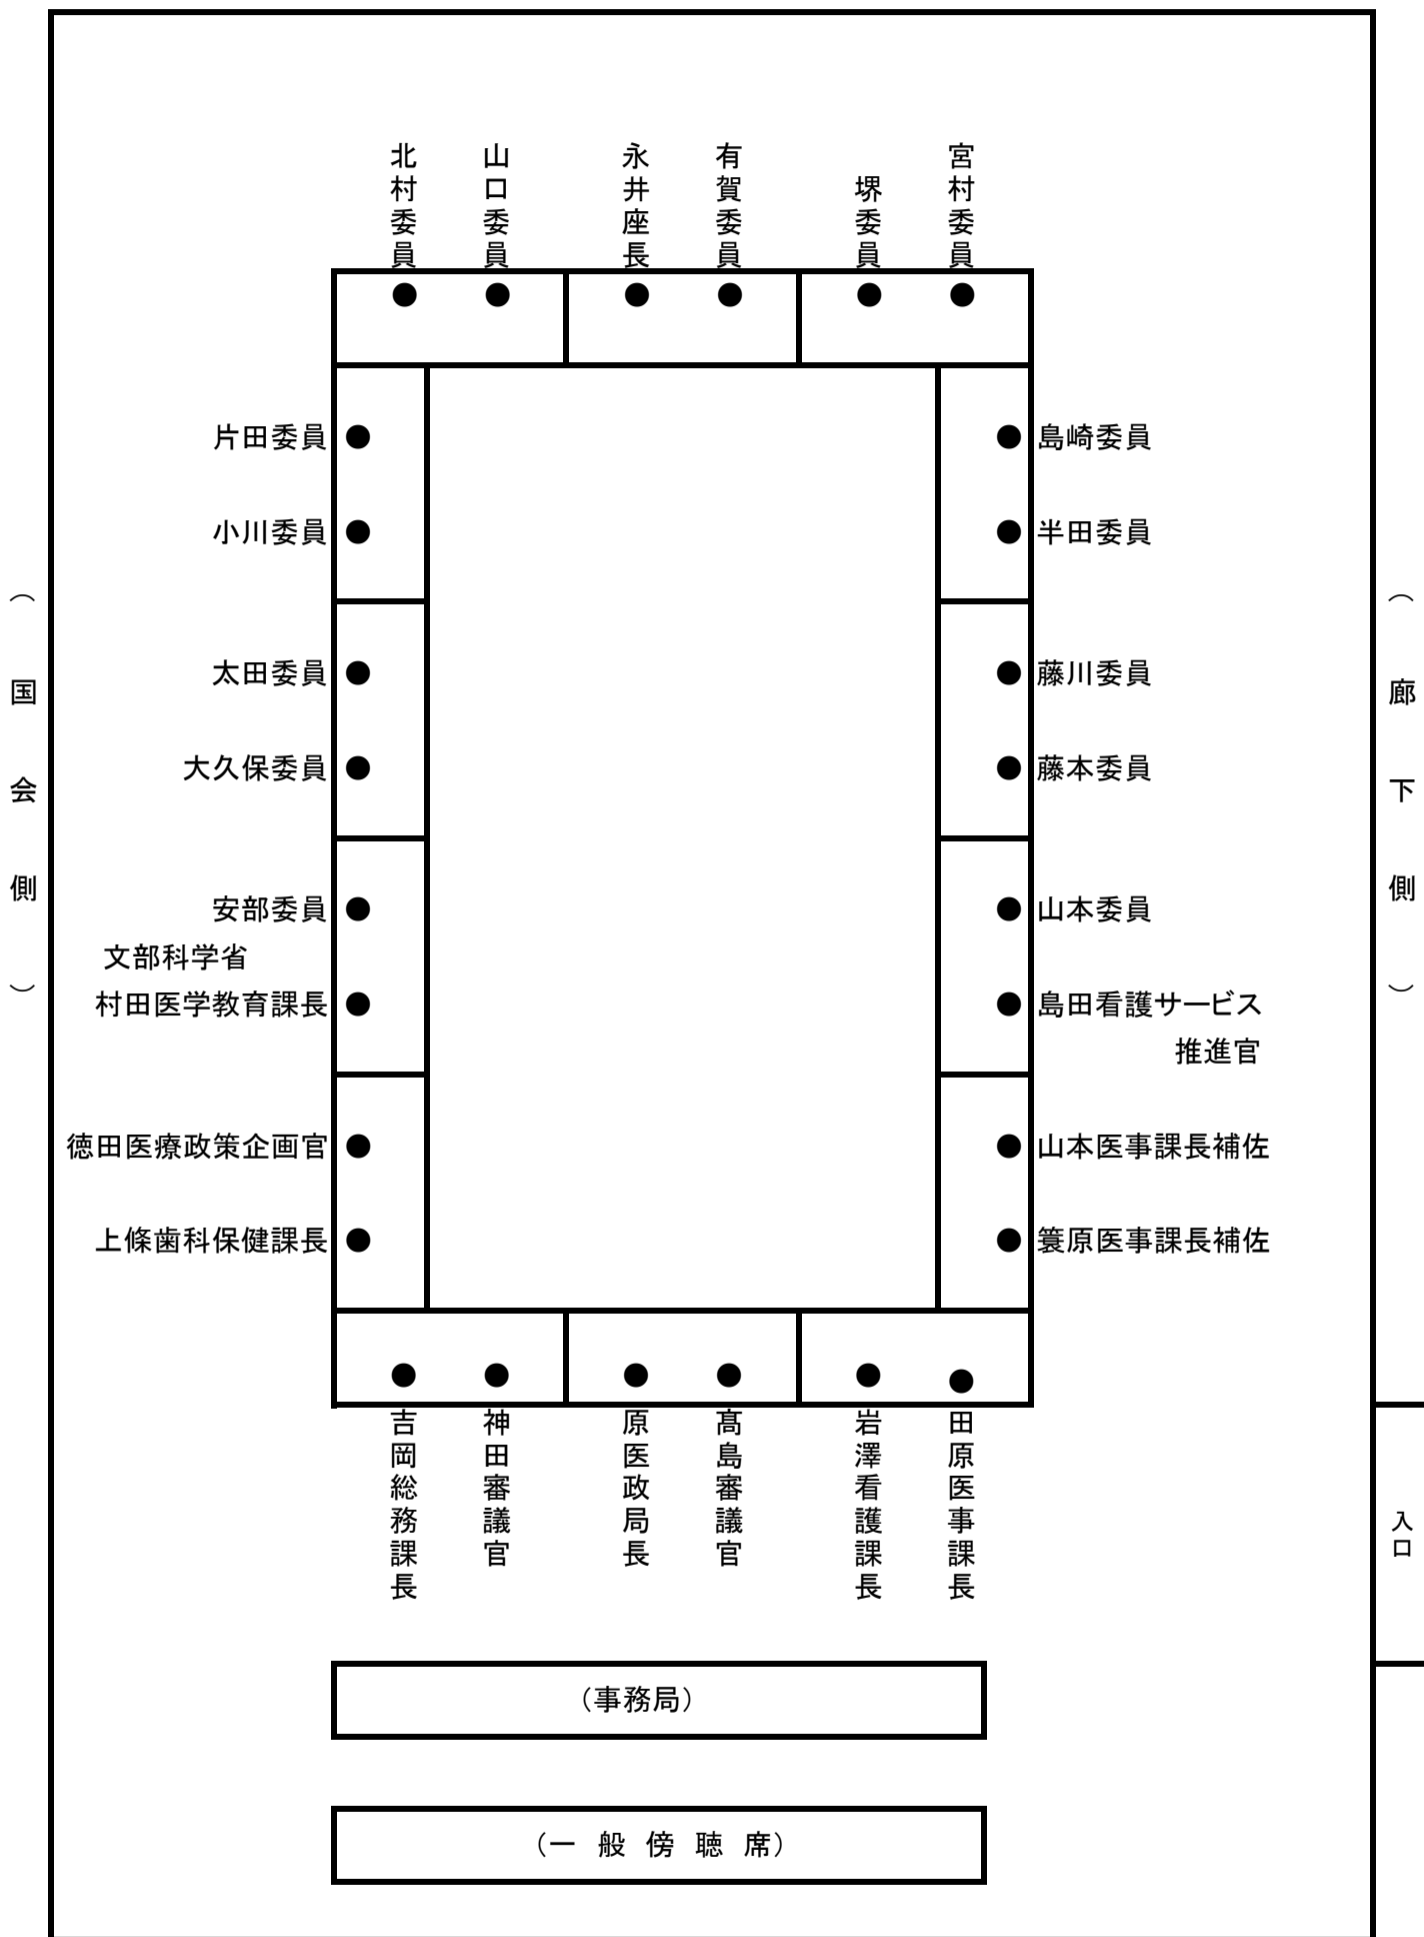 北村委員
山口委員
永井座長
有賀委員
堺委員
宮村委員
片田委員
島崎委員
小川委員
半田委員
（国会側）
（廊下側）
太田委員
藤川委員
大久保委員
藤本委員
安部委員
山本委員
文部科学省
村田医学教育課長
島田看護サービス
推進官
徳田医療政策企画官
山本医事課長補佐
上條歯科保健課長
簑原医事課長補佐
吉岡総務課長
神田審議官
原医政局長
髙島審議官
岩澤看護課長
田原医事課長
入口
（事務局）
（一般傍聴席）